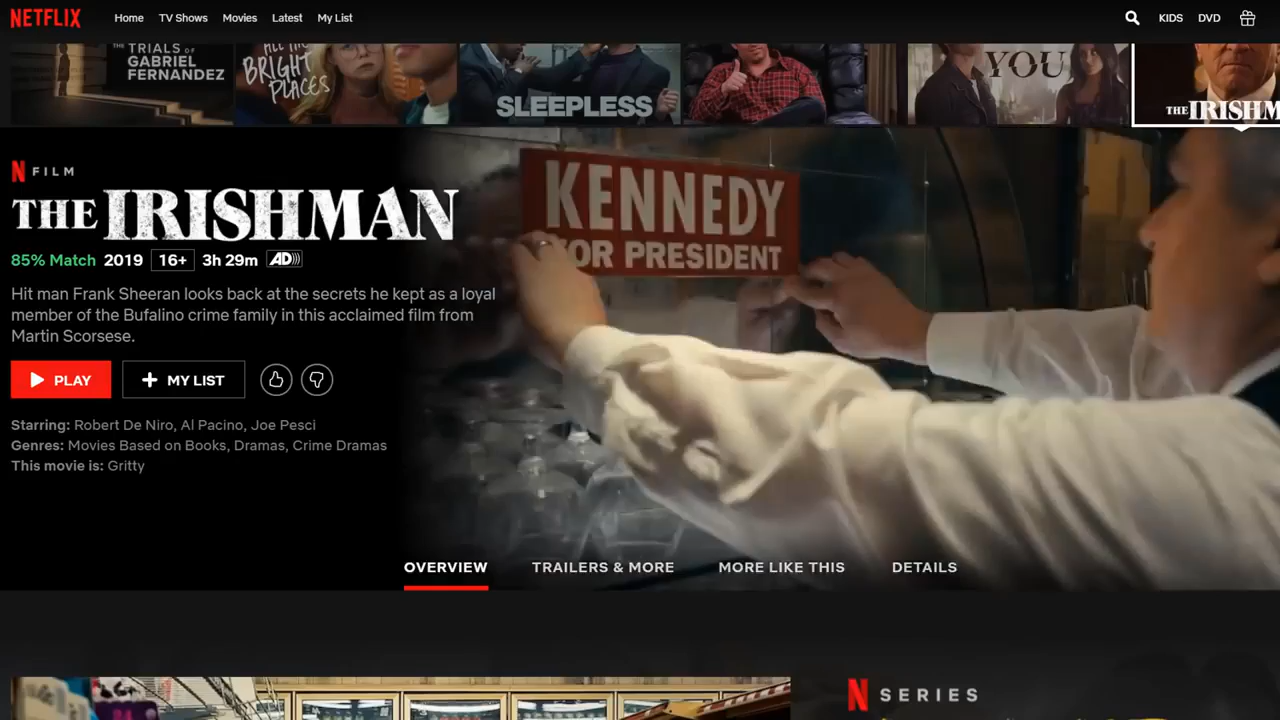 NETFLIX Home TV Shows Movies Latest My List KIDS DVD
THE TRIALS OF GABRIEL FERNANDEZ
ALL THE BRIGHT PLACES
SLEEPLESS
YOU
THE IRISHM
N FILM
THE IRISHMAN
85% Match 2019 16+ 3h 29m AD)))
Hit man Frank Sheeran looks back at the secrets he kept as a loyal
member of the Bufalino crime family in this acclaimed film from
Martin Scorsese.
PLAY + MY LIST
Starring: Robert De Niro, Al Pacino, Joe Pesci
Genres: Movies Based on Books, Dramas, Crime Dramas
This movie is: Gritty
KENNEDY
FOR PRESIDENT
OVERVIEW TRAILERS & MORE MORE LIKE THIS DETAILS
N SERIES